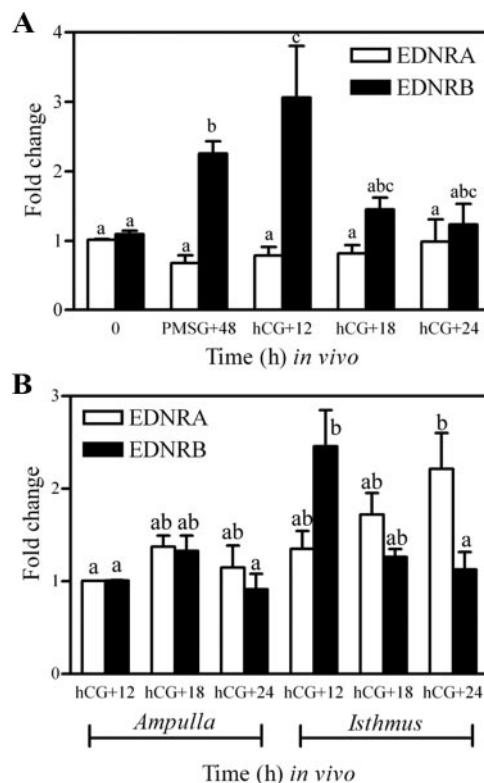 A
Fold change
4
3
2
1
0
EDNRA
EDNRB
a a
a b
a c
a abc
a abc
0 PMSG+48 hCG+12 hCG+18 hCG+24
Time (h) in vivo
B
Fold change
3
2
1
0
EDNRA
EDNRB
a a
ab ab
ab a
ab b
ab ab
b a
hCG+12 hCG+18 hCG+24 hCG+12 hCG+18 hCG+24
Ampulla Isthmus
Time (h) in vivo